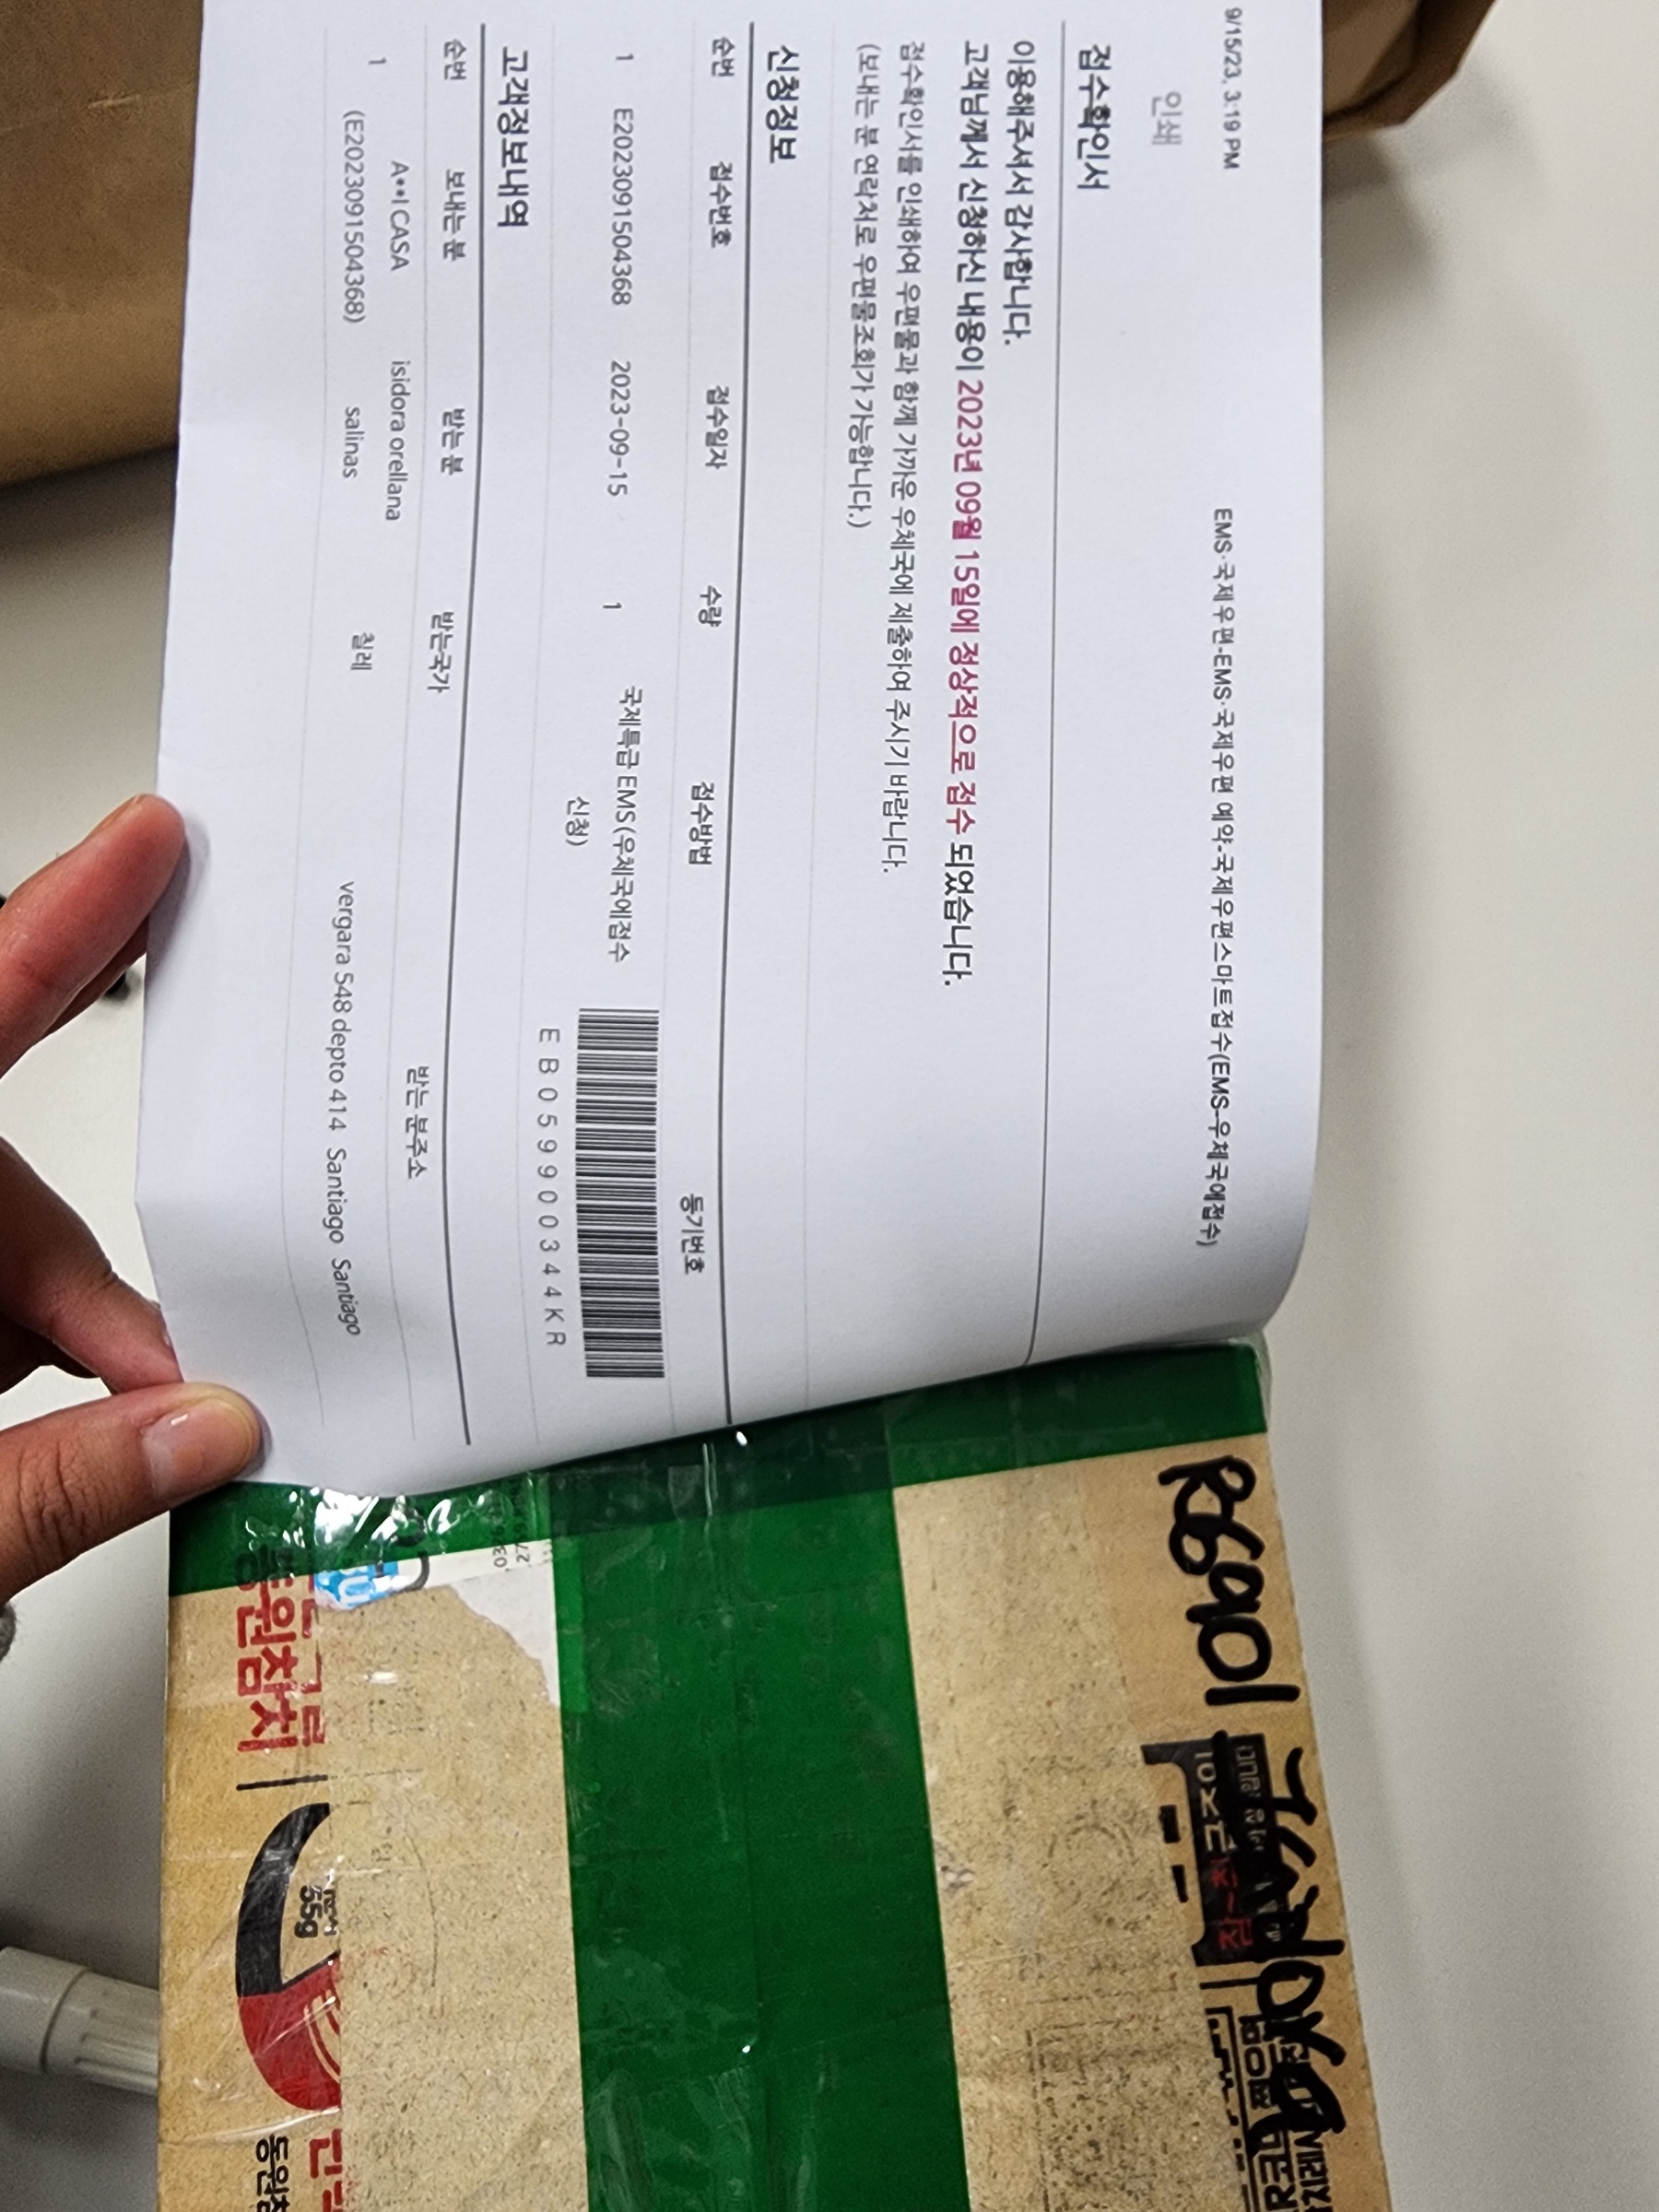 9/15/23, 3:19 PM
EMS·국제우편-EMS·국제우편 예약-국제우편스마트접수(EMS-우체국에접수)
인쇄
접수확인서
이용해주셔서 감사합니다.
고객님께서 신청하신 내용이 2023년 09월 15일에 정상적으로 접수 되었습니다.
접수확인서를 인쇄하여 우편물과 함께 가까운 우체국에 제출하여 주시기 바랍니다.
(보내는 분 연락처로 우편물조회가 가능합니다.)
신청정보
순번 접수번호 접수일자 수량 접수방법 등기번호
1 E2023091504368 2023-09-15 1 국제특급 EMS(우체국에접수
신청)
EB059990034​4KR
고객정보내역
순번 보내는 분 받는 분 받는국가 받는 분주소
1 A**l CASA isidora orellana 칠레 vergara 548 depto 414 Santiago Santiago
(E2023091504368) salinas
동원참치
55g